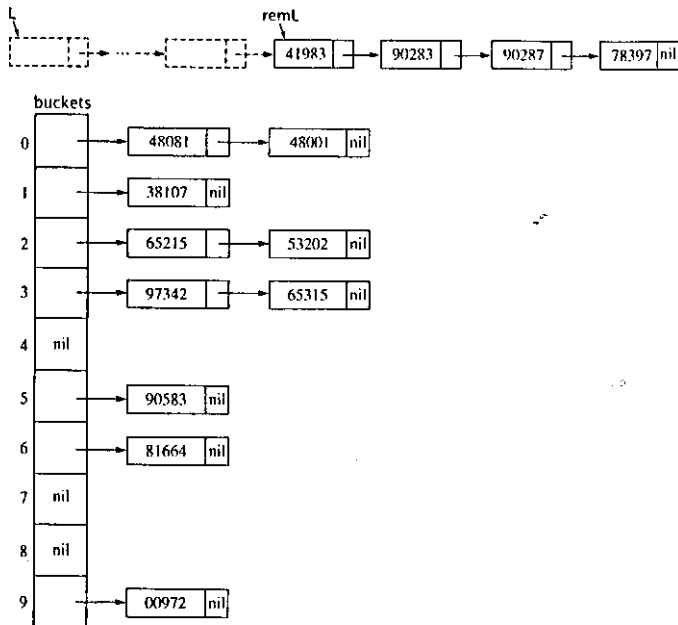 L
remL
...
41983 90283 90287 78397 nil
buckets
0 48081 48001 nil
1 38107 nil
2 65215 53202 nil
3 97342 65315 nil
4 nil
5 90583 nil
6 81664 nil
7 nil
8 nil
9 00972 nil